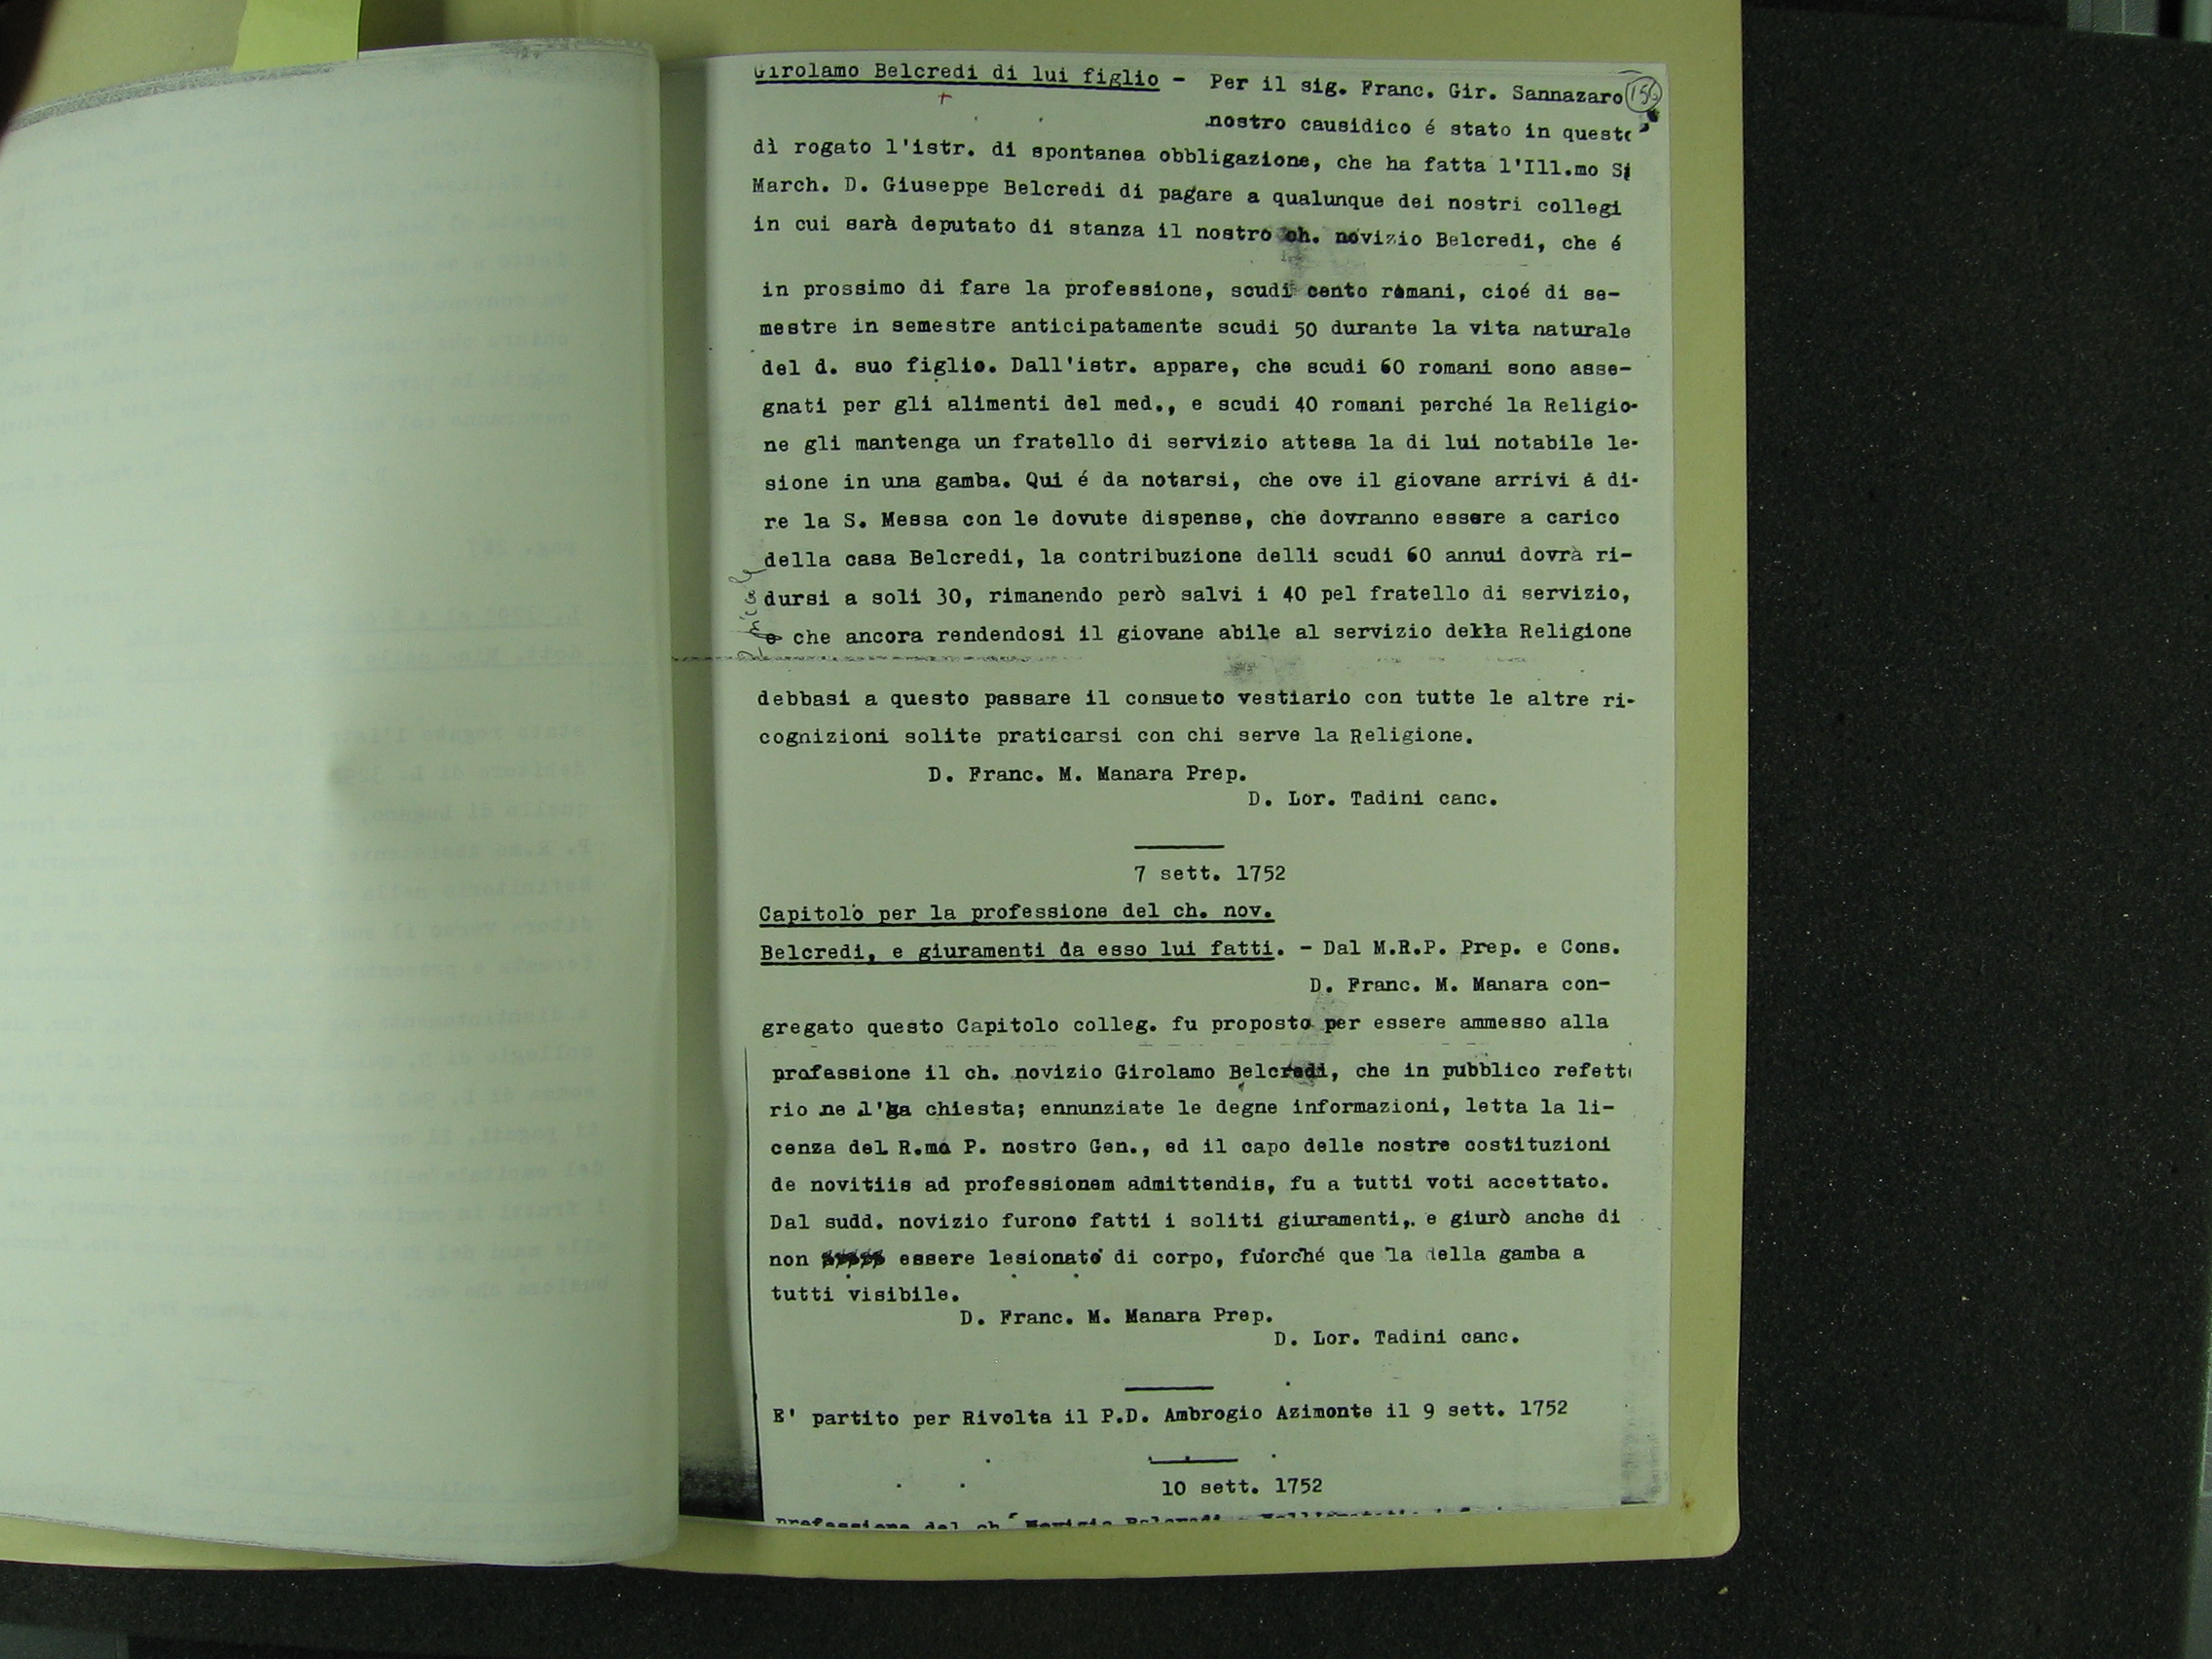 Girolamo Belcredi di lui figlio - Per il sig. Franc. Gir. Sannazaro 156
nostro causidico é stato in questo
dì rogato l'istr. di spontanea obbligazione, che ha fatta l'Ill.mo Si
March. D. Giuseppe Belcredi di pagare a qualunque dei nostri collegi
in cui sarà deputato di stanza il nostro ch. novizio Belcredi, che é
in prossimo di fare la professione, scudi cento romani, cioé di se-
mestre in semestre anticipatamente scudi 50 durante la vita naturale
del d. suo figlio. Dall'istr. appare, che scudi 60 romani sono asse-
gnati per gli alimenti del med., e scudi 40 romani perché la Religio-
ne gli mantenga un fratello di servizio attesa la di lui notabile le-
sione in una gamba. Qui é da notarsi, che ove il giovane arrivi á di-
re la S. Messa con le dovute dispense, che dovranno essere a carico
della casa Belcredi, la contribuzione delli scudi 60 annui dovrà ri-
dursi a soli 30, rimanendo però salvi i 40 pel fratello di servizio,
e che ancora rendendosi il giovane abile al servizio della Religione
debbasi a questo passare il consueto vestiario con tutte le altre ri-
cognizioni solite praticarsi con chi serve la Religione.
D. Franc. M. Manara Prep.
D. Lor. Tadini canc.
7 sett. 1752
Capitolo per la professione del ch. nov.
Belcredi, e giuramenti da esso lui fatti. - Dal M.R.P. Prep. e Cons.
D. Franc. M. Manara con-
gregato questo Capitolo colleg. fu proposto per essere ammesso alla
professione il ch. novizio Girolamo Belcredi, che in pubblico refetto
rio ne l'ha chiesta; ennunziate le degne informazioni, letta la li-
cenza del R.mo P. nostro Gen., ed il capo delle nostre costituzioni
de novitiis ad professionem admittendis, fu a tutti voti accettato.
Dal sudd. novizio furono fatti i soliti giuramenti, e giurò anche di
non essere lesionato di corpo, fuorché que la della gamba a
tutti visibile.
D. Franc. M. Manara Prep.
D. Lor. Tadini canc.
E' partito per Rivolta il P.D. Ambrogio Azimonte il 9 sett. 1752
10 sett. 1752
professione del ch. Novizio Belcredi -